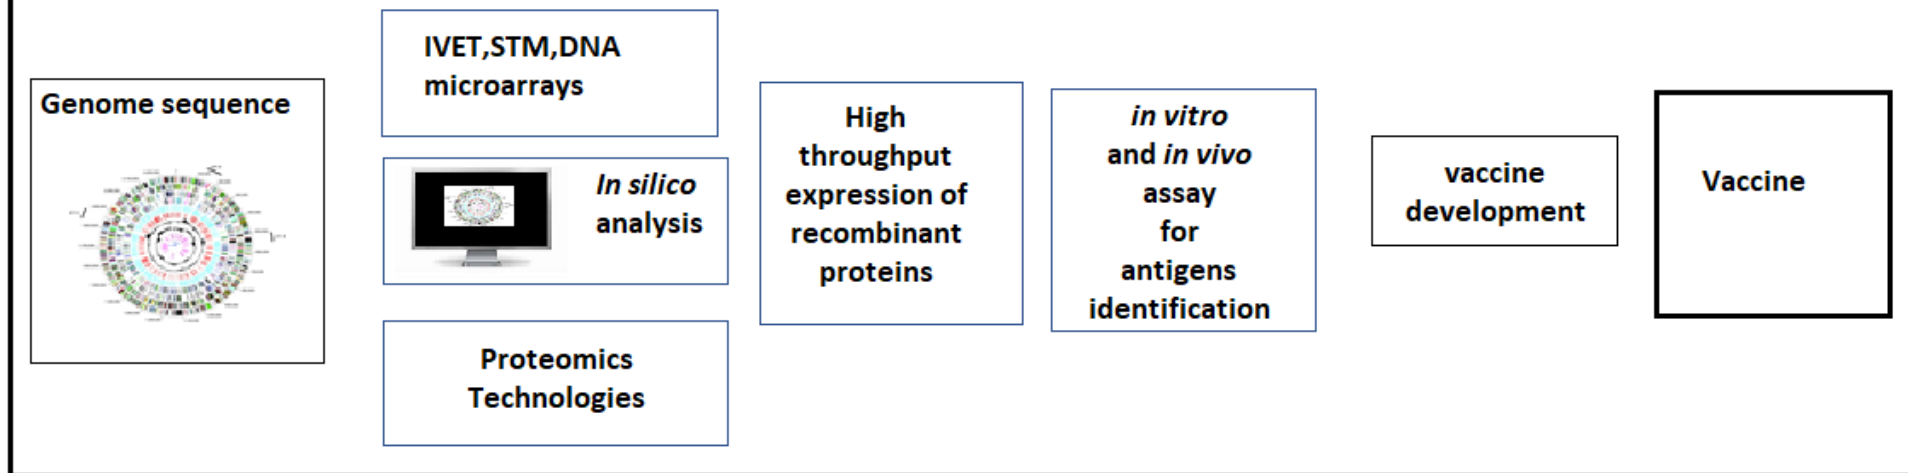 Genome sequence
IVET,STM,DNA
microarrays
In silico
analysis
Proteomics
Technologies
High
throughput
expression of
recombinant
proteins
in vitro
and in vivo
assay
for
antigens
identification
vaccine
development
Vaccine